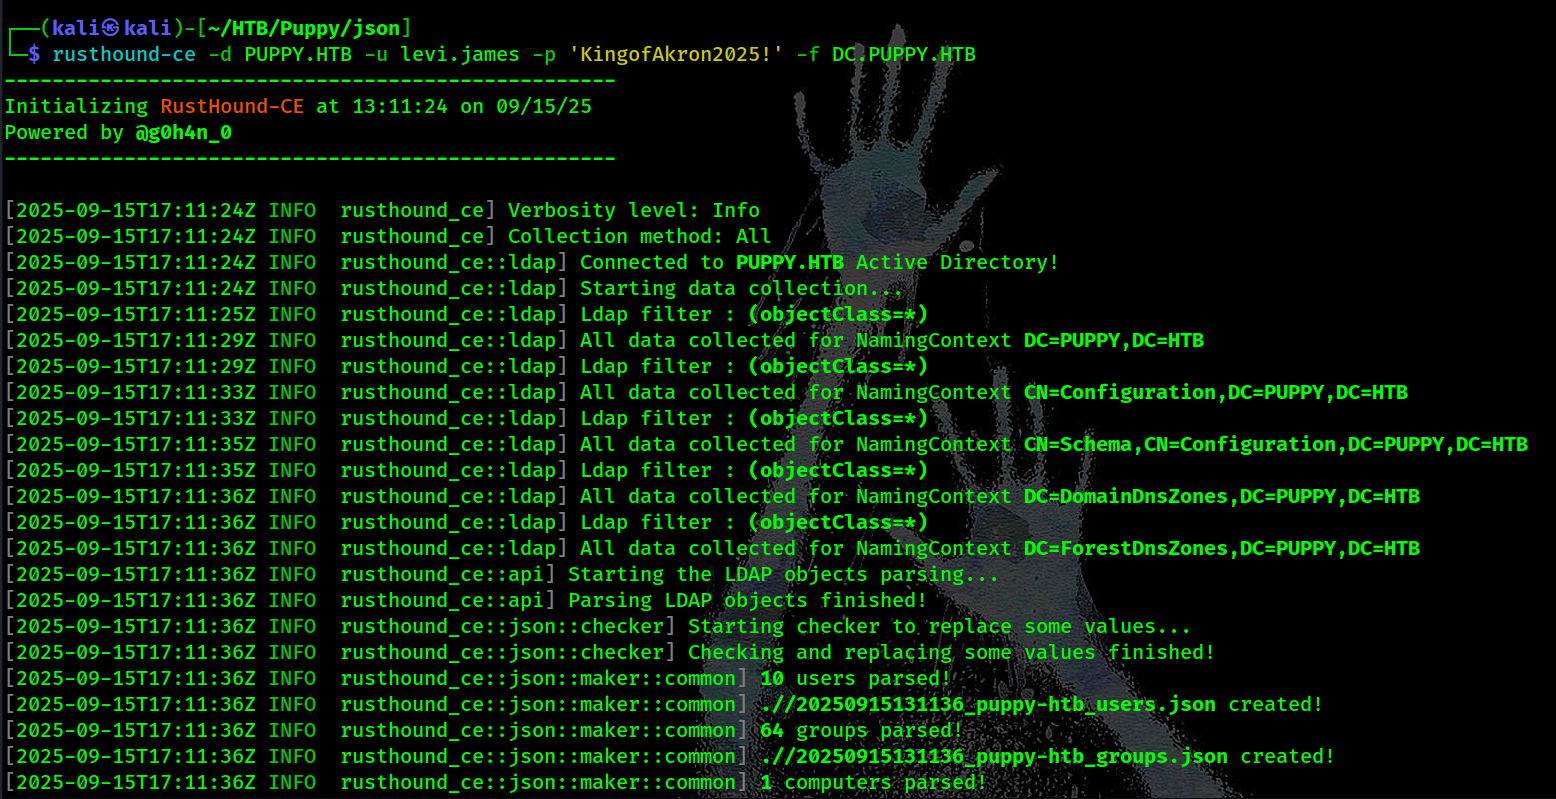 ┌──(kali㉿kali)-[~/HTB/Puppy/json]
└─$ rusthound-ce -d PUPPY.HTB -u levi.james -p 'KingofAkron2025!' -f DC.PUPPY.HTB
---------------------------------------------------
Initializing RustHound-CE at 13:11:24 on 09/15/25
Powered by @g0h4n_0
---------------------------------------------------
[2025-09-15T17:11:24Z INFO  rusthound_ce] Verbosity level: Info
[2025-09-15T17:11:24Z INFO  rusthound_ce] Collection method: All
[2025-09-15T17:11:24Z INFO  rusthound_ce::ldap] Connected to PUPPY.HTB Active Directory!
[2025-09-15T17:11:24Z INFO  rusthound_ce::ldap] Starting data collection...
[2025-09-15T17:11:25Z INFO  rusthound_ce::ldap] Ldap filter : (objectClass=*)
[2025-09-15T17:11:29Z INFO  rusthound_ce::ldap] All data collected for NamingContext DC=PUPPY,DC=HTB
[2025-09-15T17:11:29Z INFO  rusthound_ce::ldap] Ldap filter : (objectClass=*)
[2025-09-15T17:11:33Z INFO  rusthound_ce::ldap] All data collected for NamingContext CN=Configuration,DC=PUPPY,DC=HTB
[2025-09-15T17:11:33Z INFO  rusthound_ce::ldap] Ldap filter : (objectClass=*)
[2025-09-15T17:11:35Z INFO  rusthound_ce::ldap] All data collected for NamingContext CN=Schema,CN=Configuration,DC=PUPPY,DC=HTB
[2025-09-15T17:11:35Z INFO  rusthound_ce::ldap] Ldap filter : (objectClass=*)
[2025-09-15T17:11:36Z INFO  rusthound_ce::ldap] All data collected for NamingContext DC=DomainDnsZones,DC=PUPPY,DC=HTB
[2025-09-15T17:11:36Z INFO  rusthound_ce::ldap] Ldap filter : (objectClass=*)
[2025-09-15T17:11:36Z INFO  rusthound_ce::ldap] All data collected for NamingContext DC=ForestDnsZones,DC=PUPPY,DC=HTB
[2025-09-15T17:11:36Z INFO  rusthound_ce::api] Starting the LDAP objects parsing...
[2025-09-15T17:11:36Z INFO  rusthound_ce::api] Parsing LDAP objects finished!
[2025-09-15T17:11:36Z INFO  rusthound_ce::json::checker] Starting checker to replace some values...
[2025-09-15T17:11:36Z INFO  rusthound_ce::json::checker] Checking and replacing some values finished!
[2025-09-15T17:11:36Z INFO  rusthound_ce::json::maker::common] 10 users parsed!
[2025-09-15T17:11:36Z INFO  rusthound_ce::json::maker::common] .//20250915131136_puppy-htb_users.json created!
[2025-09-15T17:11:36Z INFO  rusthound_ce::json::maker::common] 64 groups parsed!
[2025-09-15T17:11:36Z INFO  rusthound_ce::json::maker::common] .//20250915131136_puppy-htb_groups.json created!
[2025-09-15T17:11:36Z INFO  rusthound_ce::json::maker::common] 1 computers parsed!